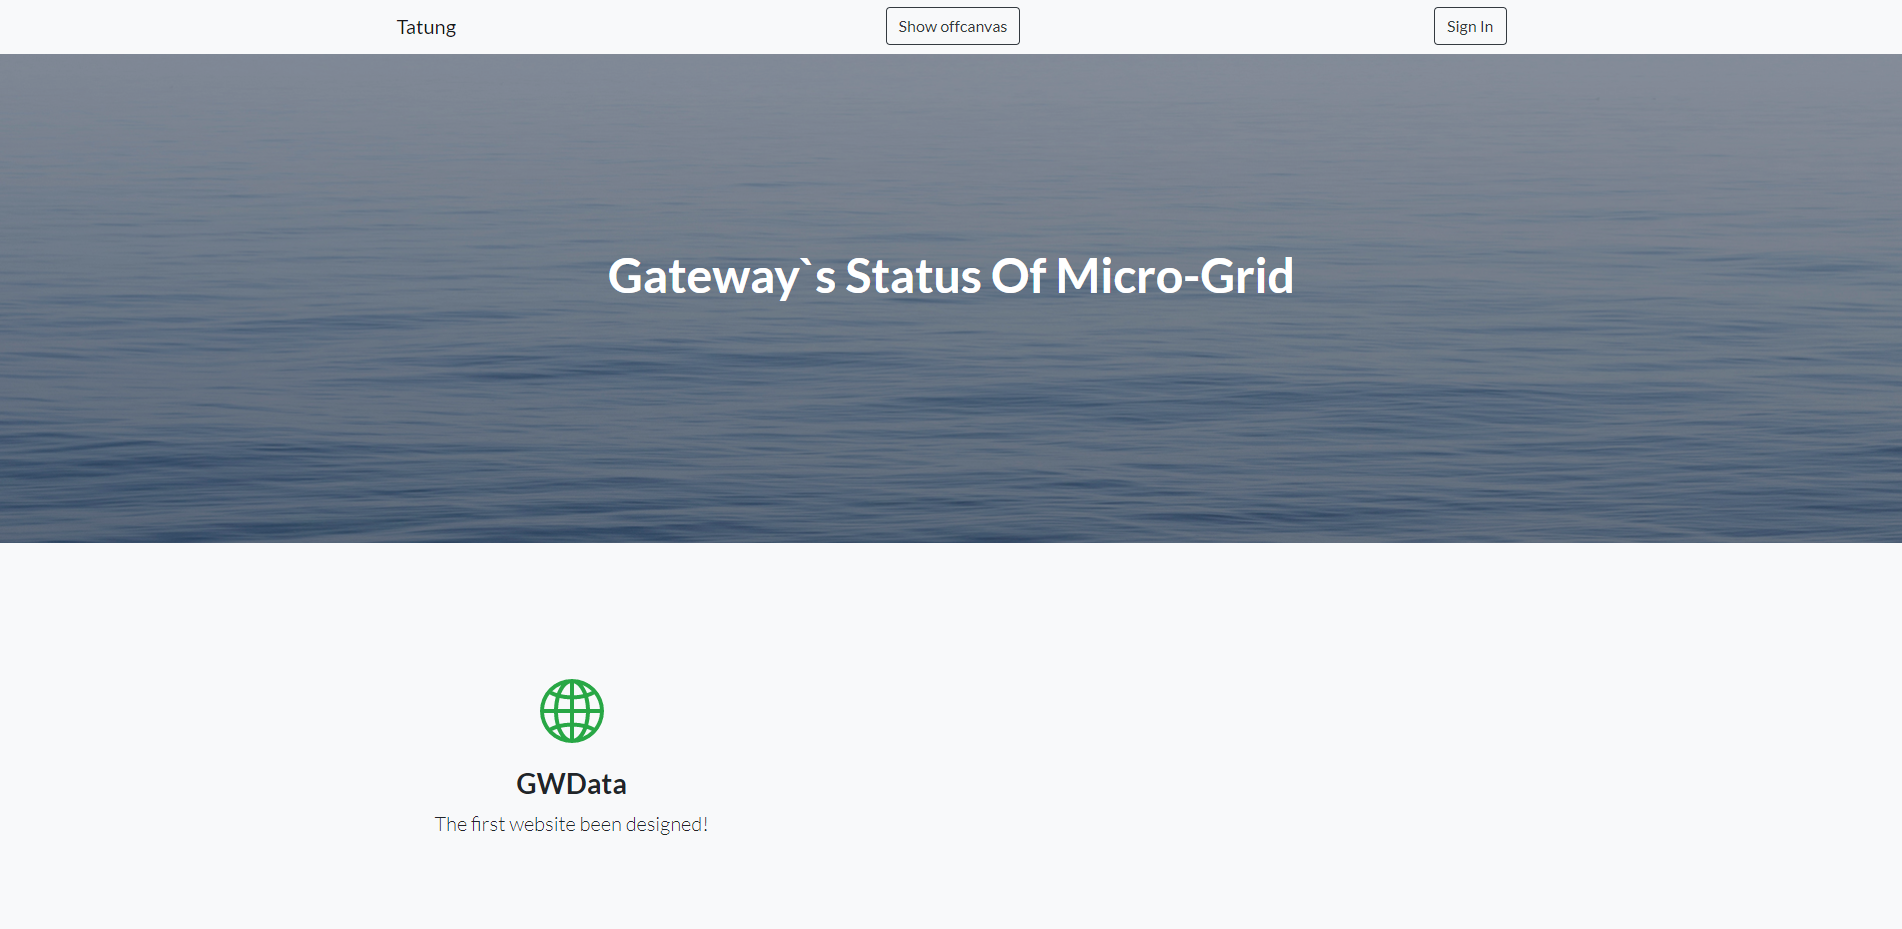 Tatung
Show offcanvas
Sign In
Gateway`s Status Of Micro-Grid
GWData
The first website been designed!